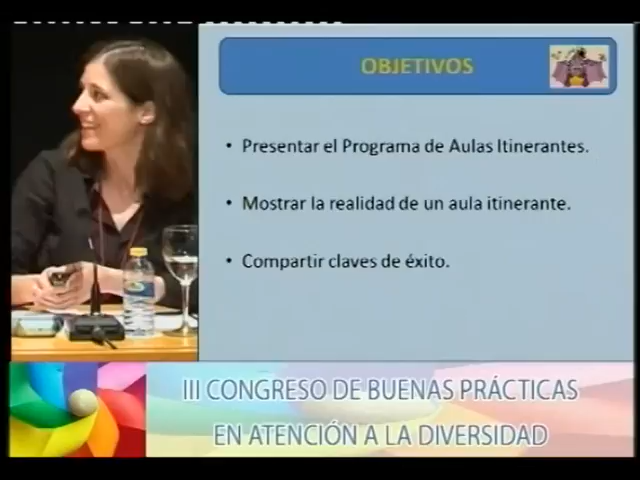 OBJETIVOS
• Presentar el Programa de Aulas Itinerantes.
• Mostrar la realidad de un aula itinerante.
• Compartir claves de éxito.
III CONGRESO DE BUENAS PRÁCTICAS
EN ATENCIÓN A LA DIVERSIDAD